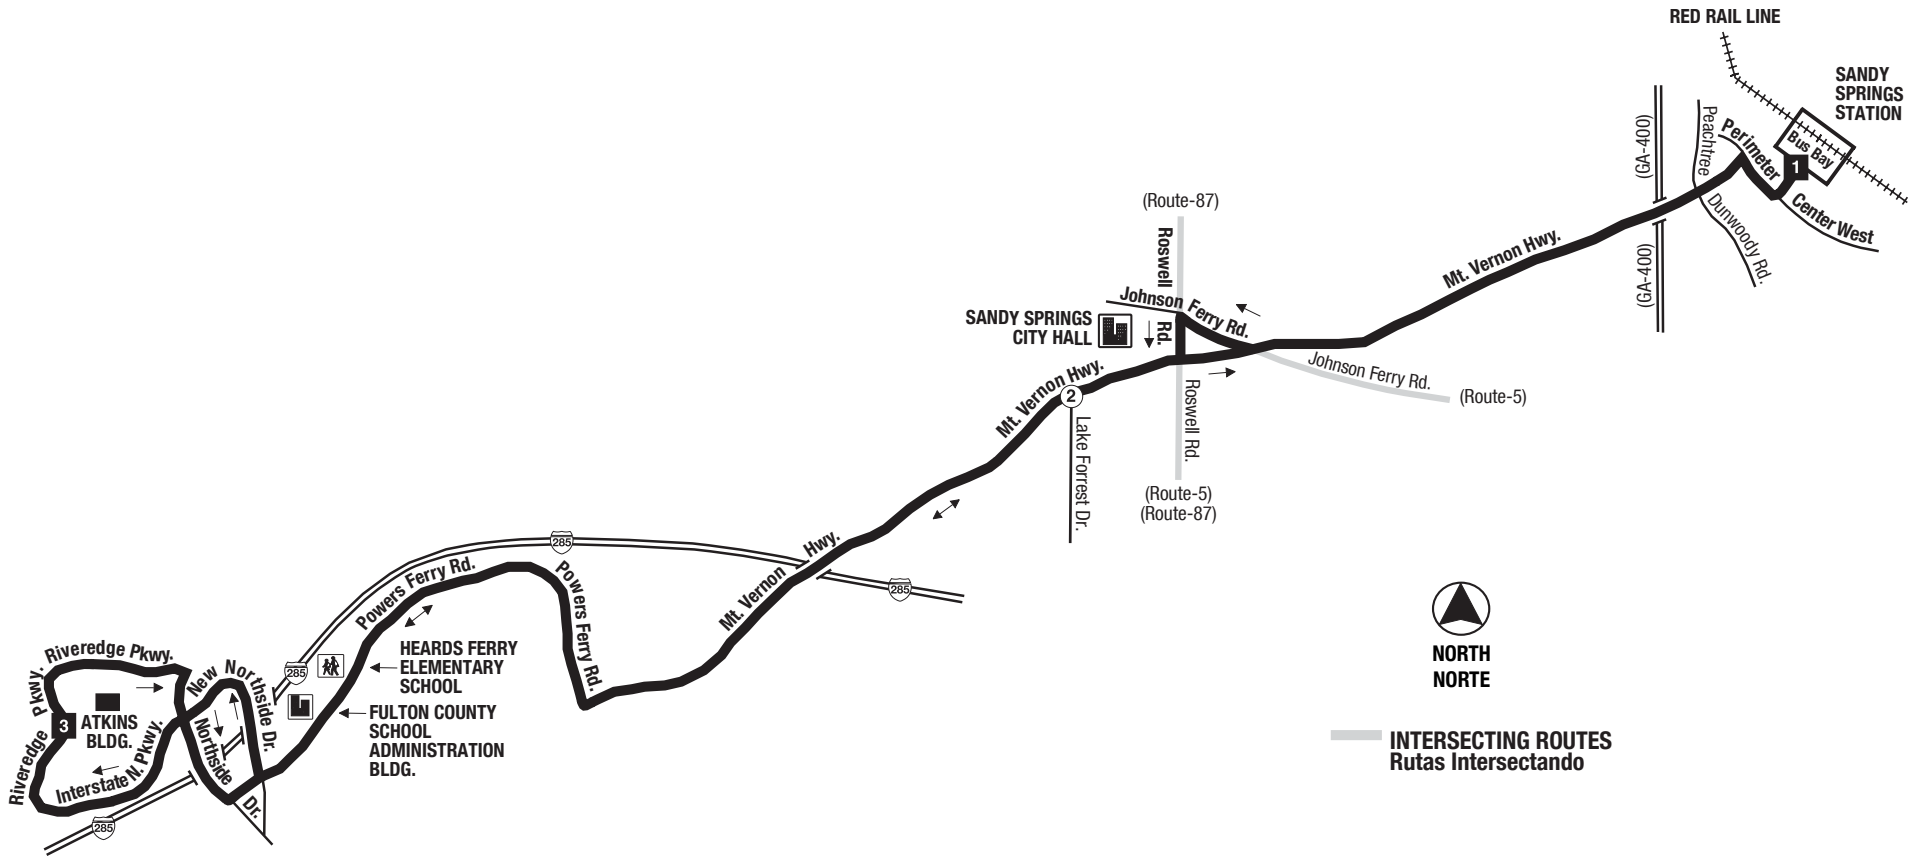 RED RAIL LINE
SANDY
SPRINGS
STATION
Bus Bay
1
Perimeter
Center West
Peachtree
Dunwoody Rd.
(GA-400)
(GA-400)
Mt. Vernon Hwy.
(Route-87)
Roswell
Rd.
Johnson Ferry Rd.
SANDY SPRINGS
CITY HALL
Johnson Ferry Rd.
(Route-5)
Mt. Vernon Hwy.
2
Roswell Rd.
Lake Forrest Dr.
(Route-5)
(Route-87)
285
285
Mt. Vernon Hwy.
Powers Ferry Rd.
Powers Ferry Rd.
HEARDS FERRY
ELEMENTARY
SCHOOL
FULTON COUNTY
SCHOOL
ADMINISTRATION
BLDG.
285
Riveredge Pkwy.
Riveredge Pkwy.
New Northside Dr.
Northside Dr.
3
ATKINS
BLDG.
Interstate N. Pkwy.
285
NORTH
NORTE
INTERSECTING ROUTES
Rutas Intersectando